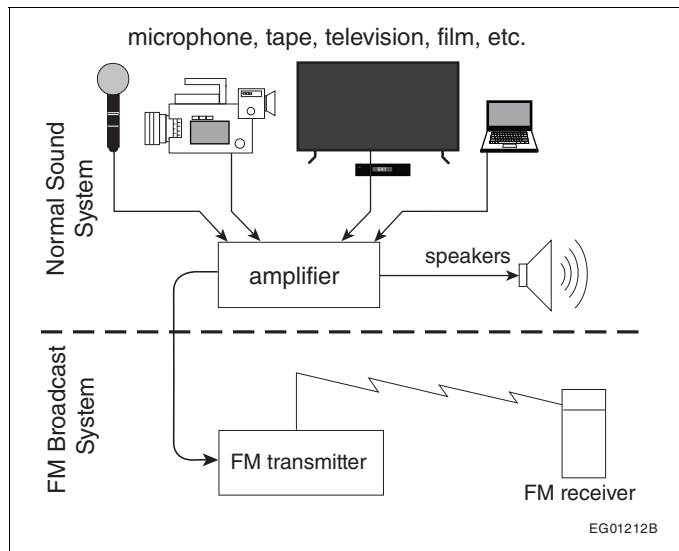 microphone, tape, television, film, etc.
Normal Sound
System
amplifier
speakers
FM Broadcast
System
FM transmitter
FM receiver
EG01212B